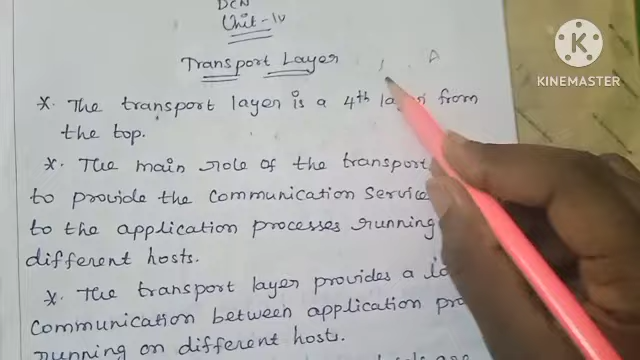 DCN
Unit-IV
Transport Layer
A
KINEMASTER
* The transport layer is a 4th layer from
the top.
* The main role of the transport
to provide the communication Service
to the application processes running
different hosts.
* The transport layer provides a
Communication between application
running on different hosts.